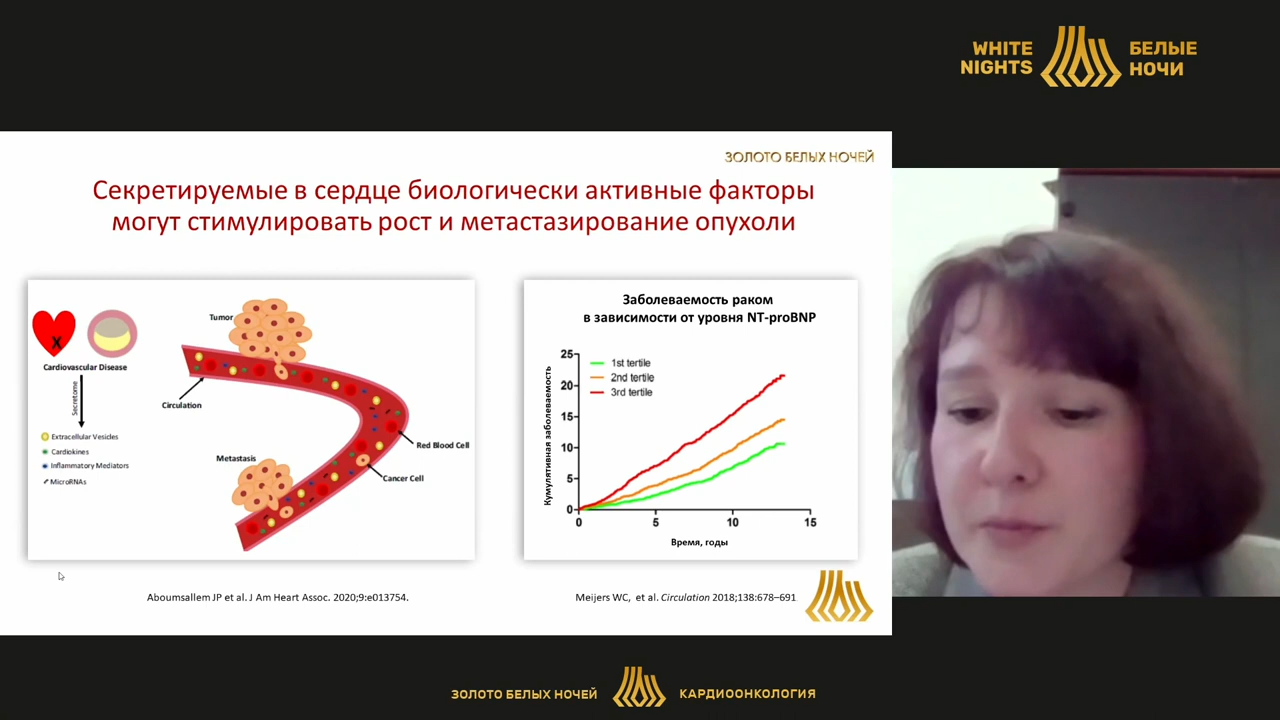 WHITE
NIGHTS
БЕЛЫЕ
НОЧИ
ЗОЛОТО БЕЛЫХ НОЧЕЙ
Секретируемые в сердце биологически активные факторы
могут стимулировать рост и метастазирование опухоли
X
Cardiovascular Disease
Secretome
Extracellular Vesicles
Cardiokines
Inflammatory Mediators
MicroRNAs
Tumor
Circulation
Red Blood Cell
Metastasis
Cancer Cell
Aboumsallem JP et al. J Am Heart Assoc. 2020;9:e013754.
Заболеваемость раком
в зависимости от уровня NT-proBNP
Кумулятивная заболеваемость
25
20
15
10
5
0
1st tertile
2nd tertile
3rd tertile
0 5 10 15
Время, годы
Meijers WC, et al. Circulation 2018;138:678–691
ЗОЛОТО БЕЛЫХ НОЧЕЙ
КАРДИООНКОЛОГИЯ